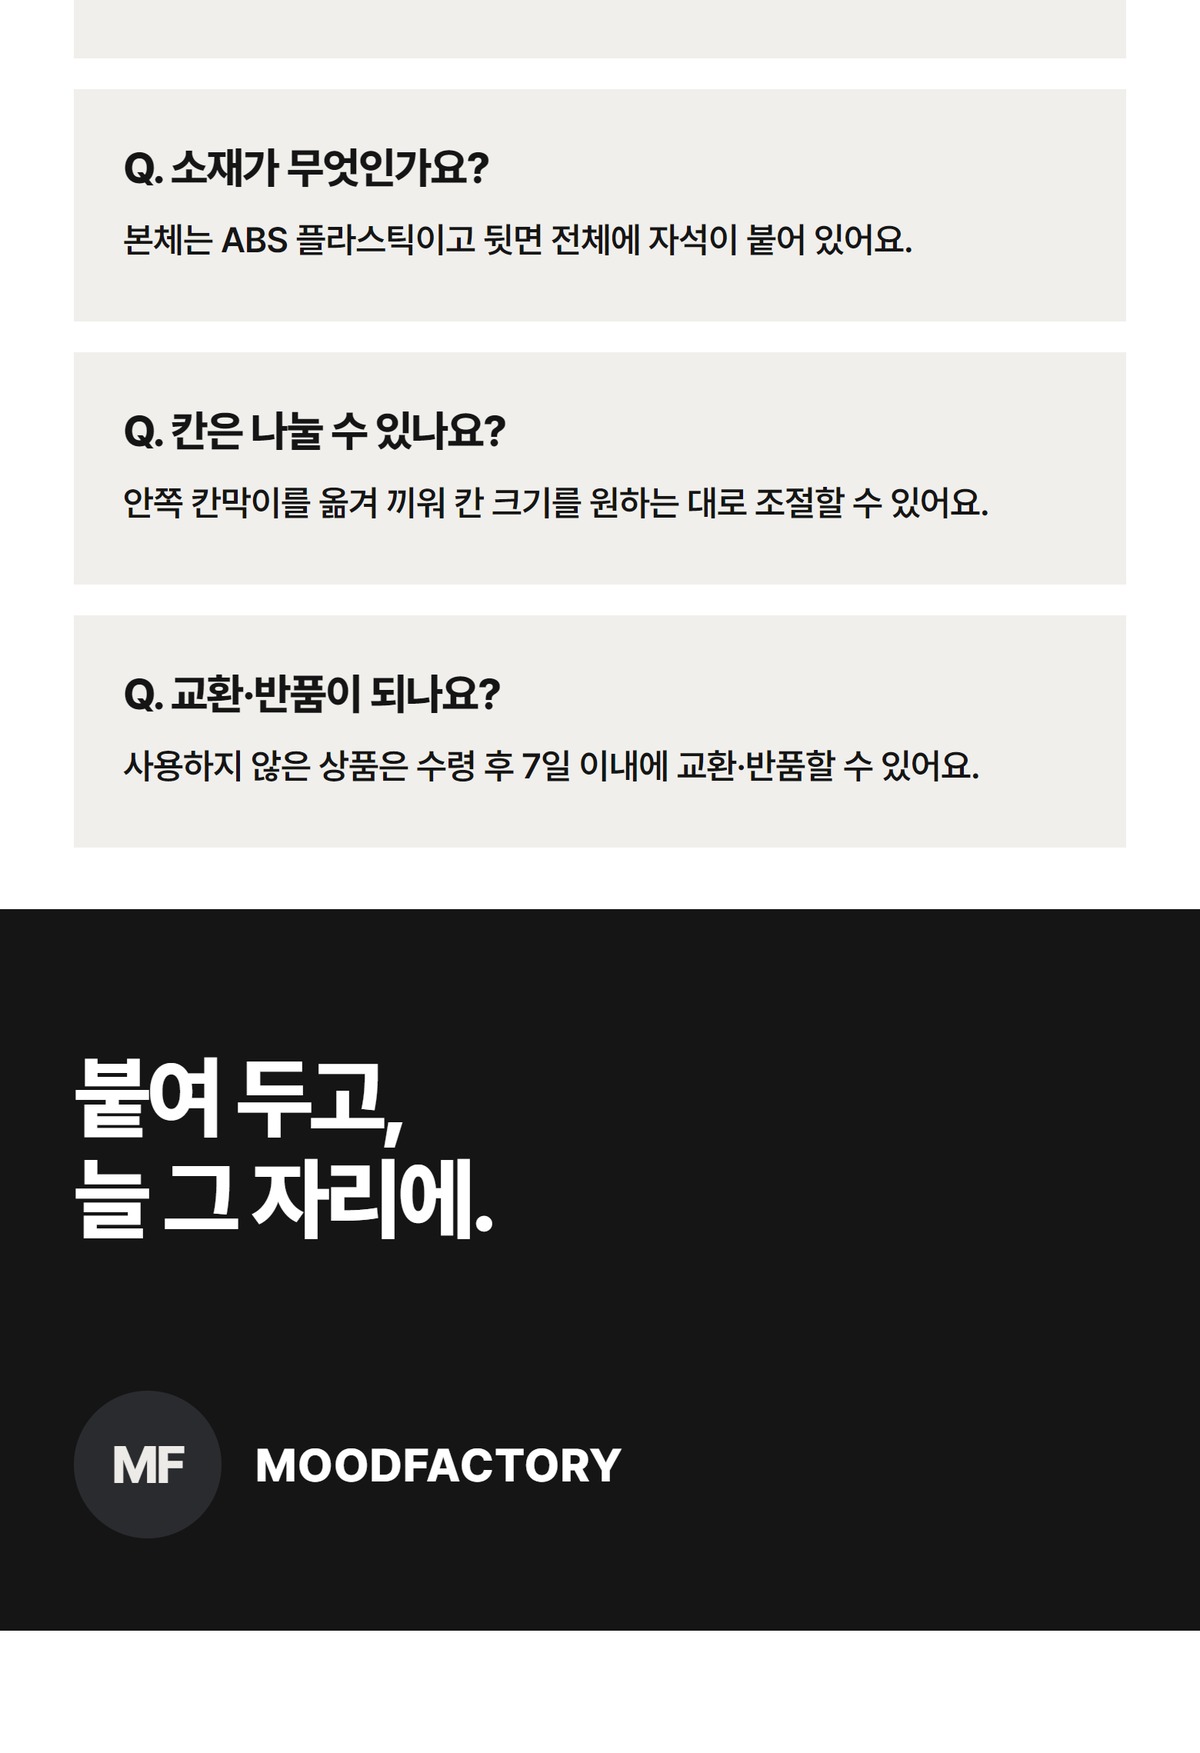 Q. 소재가 무엇인가요?
본체는 ABS 플라스틱이고 뒷면 전체에 자석이 붙어 있어요.
Q. 칸은 나눌 수 있나요?
안쪽 칸막이를 옮겨 끼워 칸 크기를 원하는 대로 조절할 수 있어요.
Q. 교환·반품이 되나요?
사용하지 않은 상품은 수령 후 7일 이내에 교환·반품할 수 있어요.
붙여 두고,
늘 그 자리에.
MF MOODFACTORY